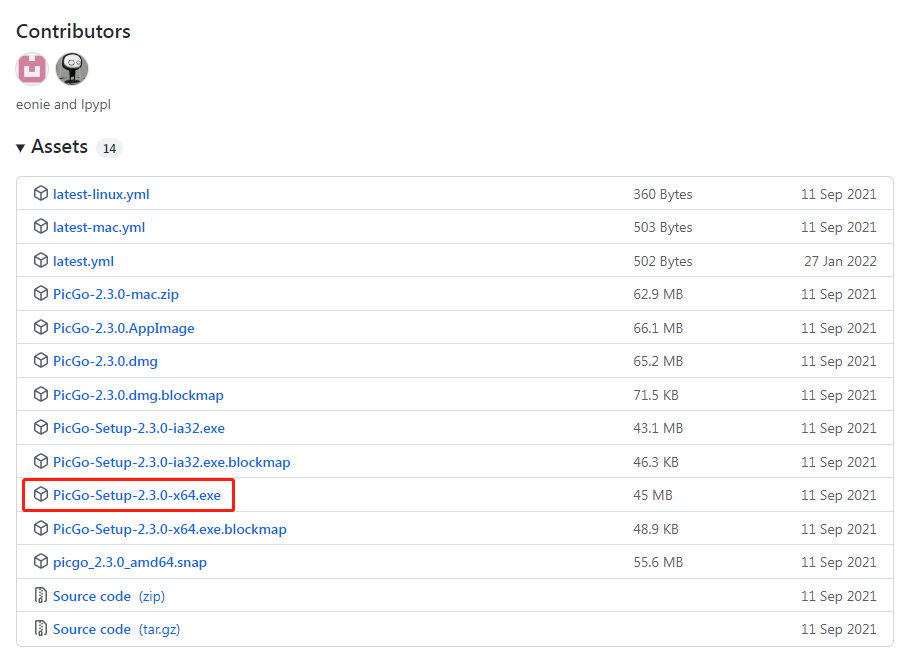 Contributors
eonie and lpypl
Assets 14
latest-linux.yml 360 Bytes 11 Sep 2021
latest-mac.yml 503 Bytes 11 Sep 2021
latest.yml 502 Bytes 27 Jan 2022
PicGo-2.3.0-mac.zip 62.9 MB 11 Sep 2021
PicGo-2.3.0.AppImage 66.1 MB 11 Sep 2021
PicGo-2.3.0.dmg 65.2 MB 11 Sep 2021
PicGo-2.3.0.dmg.blockmap 71.5 KB 11 Sep 2021
PicGo-Setup-2.3.0-ia32.exe 43.1 MB 11 Sep 2021
PicGo-Setup-2.3.0-ia32.exe.blockmap 46.3 KB 11 Sep 2021
PicGo-Setup-2.3.0-x64.exe 45 MB 11 Sep 2021
PicGo-Setup-2.3.0-x64.exe.blockmap 48.9 KB 11 Sep 2021
picgo_2.3.0_amd64.snap 55.6 MB 11 Sep 2021
Source code (zip) 11 Sep 2021
Source code (tar.gz) 11 Sep 2021